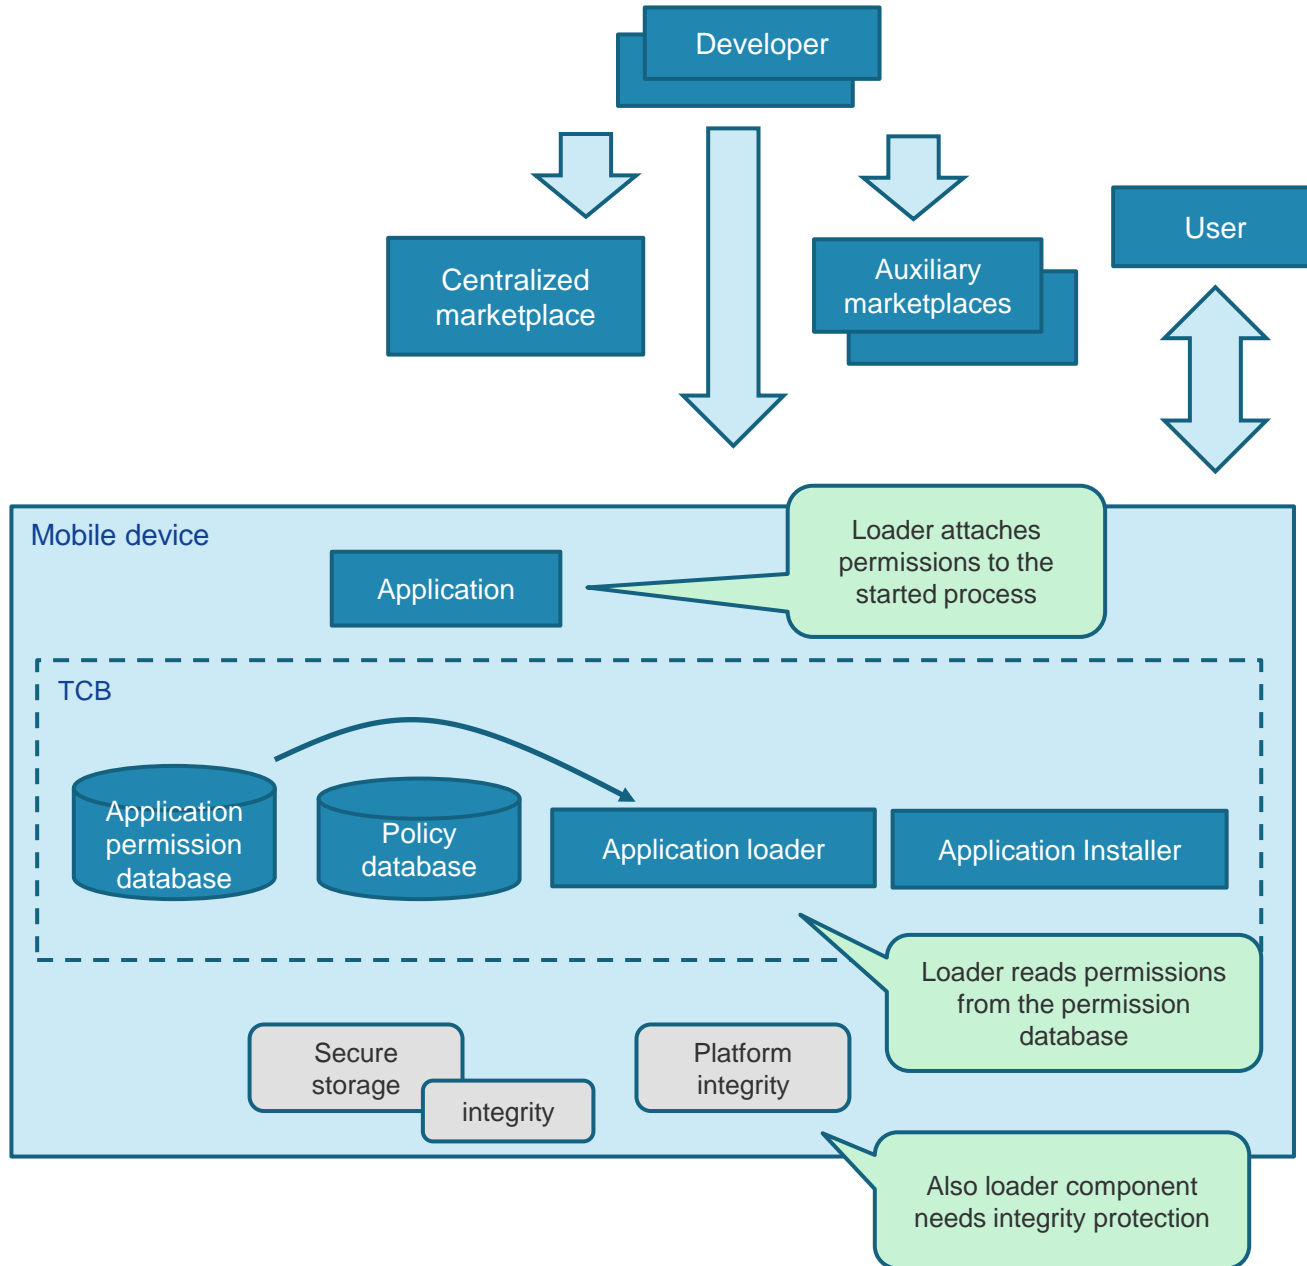 Developer
Centralized
marketplace
Auxiliary
marketplaces
User
Mobile device
Application
Loader attaches
permissions to the
started process
TCB
Application
permission
database
Policy
database
Application loader
Application Installer
Loader reads permissions
from the permission
database
Secure
storage
integrity
Platform
integrity
Also loader component
needs integrity protection